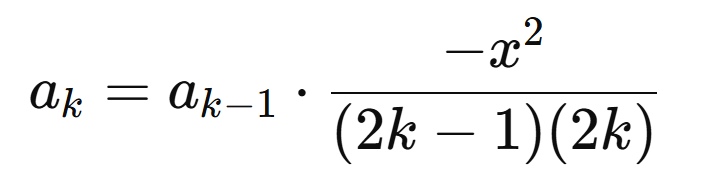 a_k = a_{k-1} · \frac{-x^2}{(2k-1)(2k)}